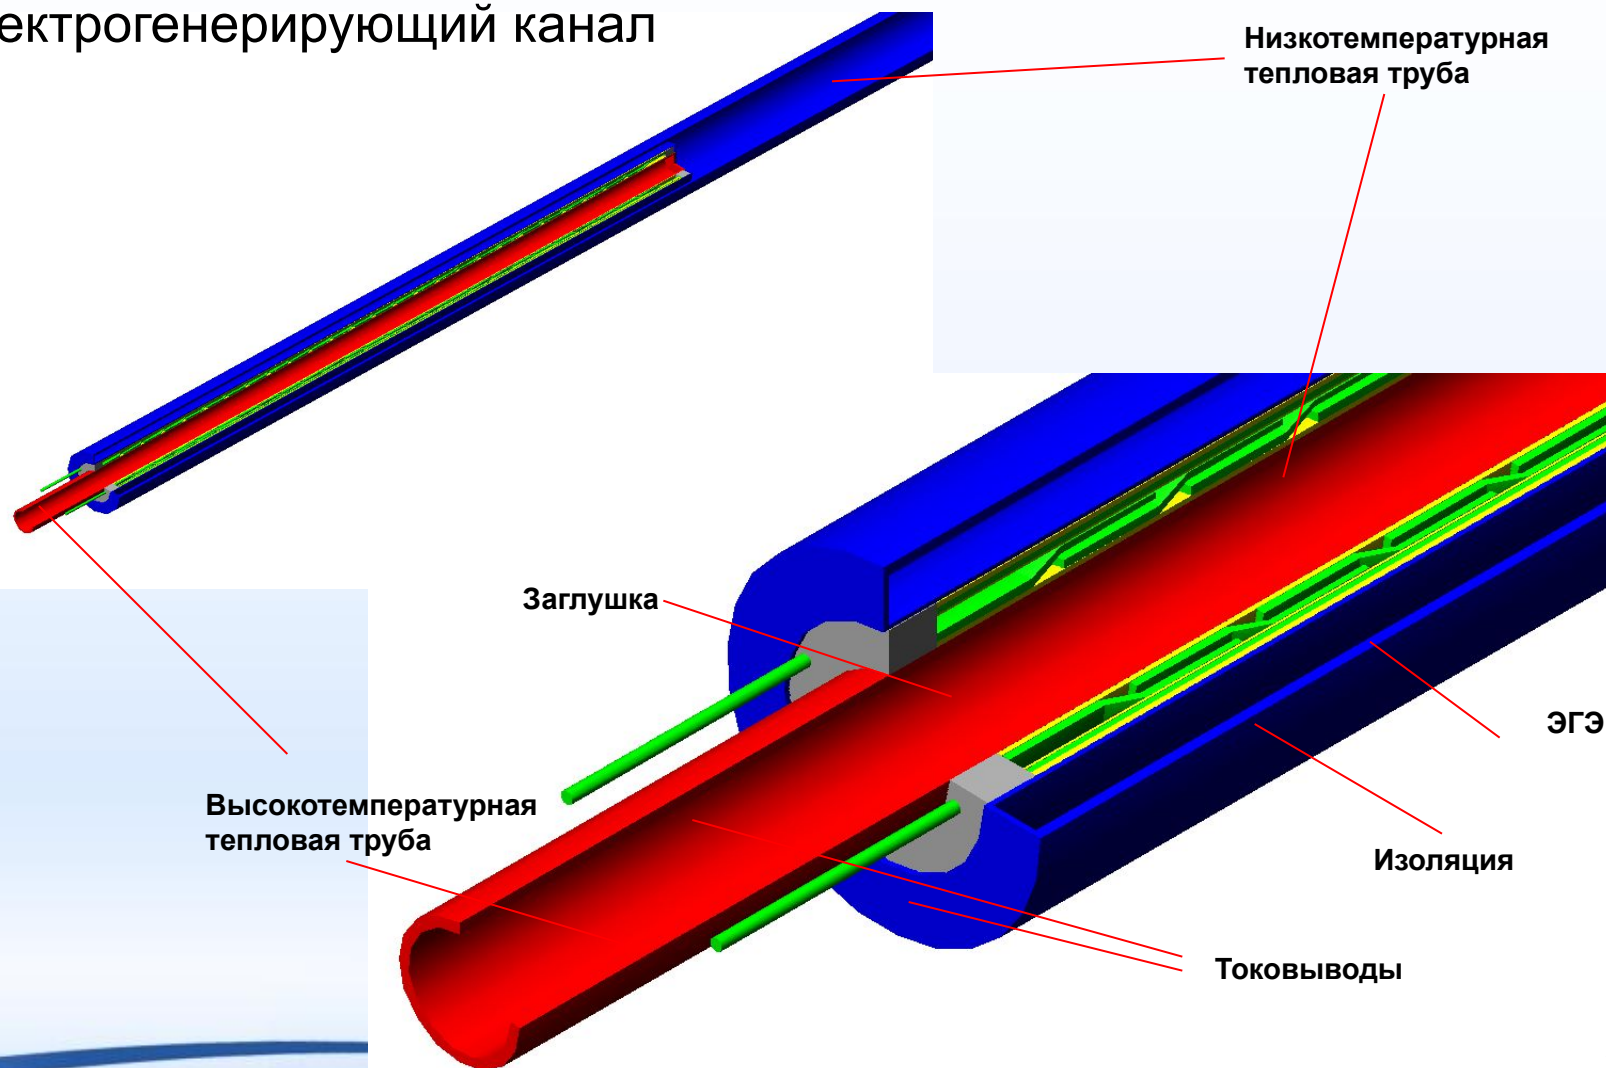 ектрогенерирующий канал
Низкотемпературная
тепловая труба
Заглушка
ЭГЭ
Высокотемпературная
тепловая труба
Изоляция
Токовыводы